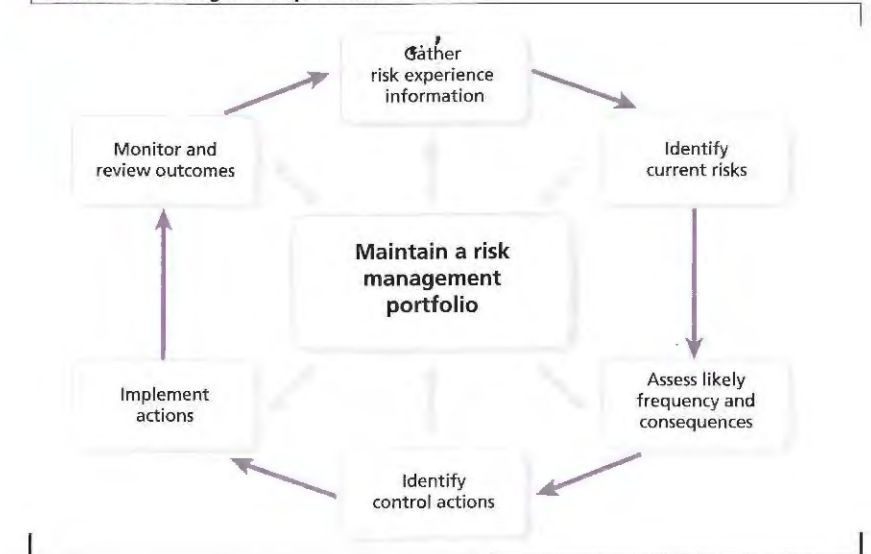 Gather
risk experience
information
Identify
current risks
Assess likely
frequency and
consequences
Identify
control actions
Implement
actions
Monitor and
review outcomes
Maintain a risk
management
portfolio